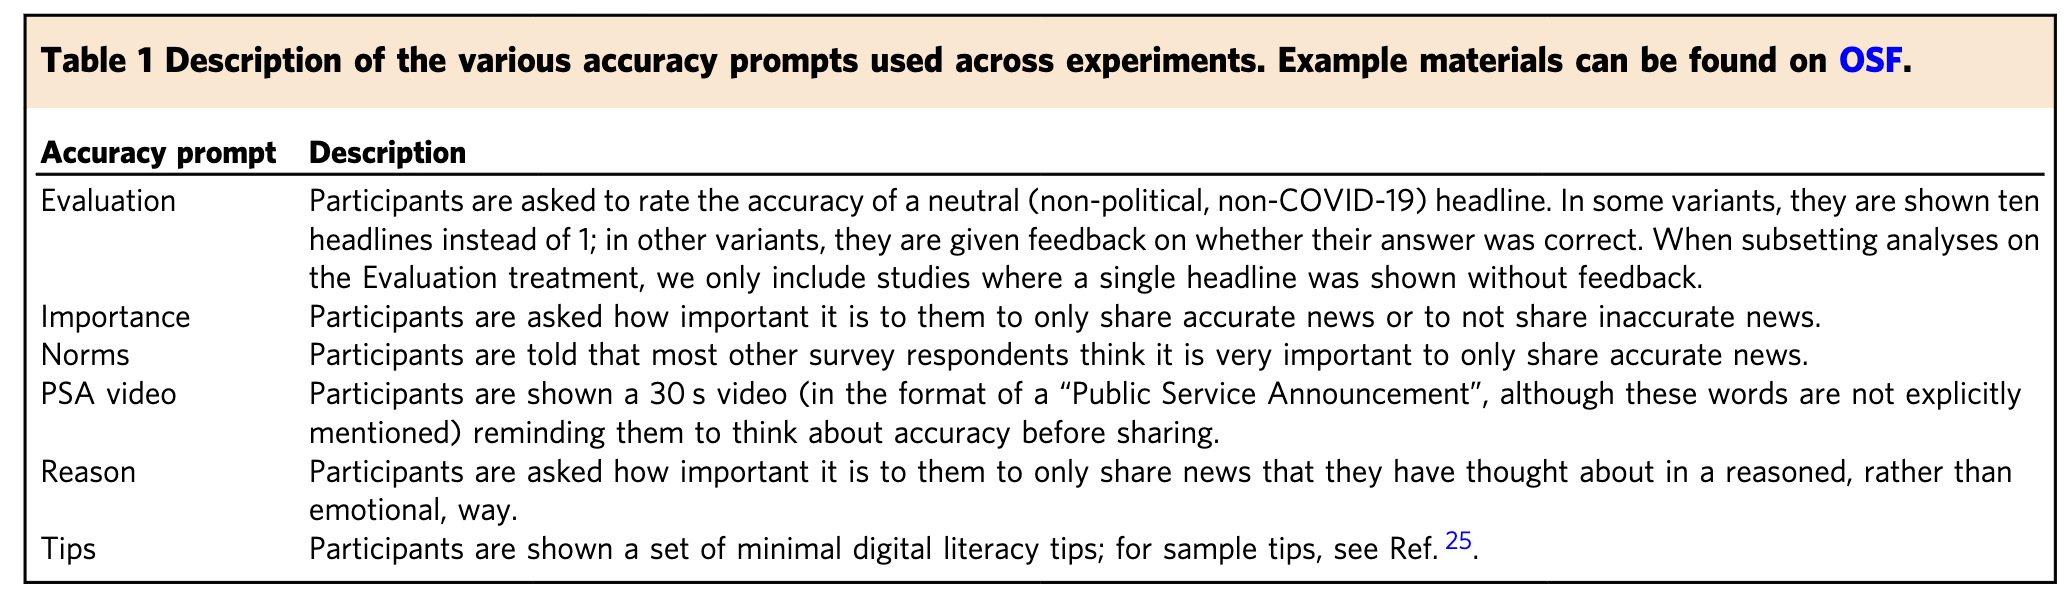 Table 1 Description of the various accuracy prompts used across experiments. Example materials can be found on OSF.
Accuracy prompt Description
Evaluation Participants are asked to rate the accuracy of a neutral (non-political, non-COVID-19) headline. In some variants, they are shown ten
headlines instead of 1; in other variants, they are given feedback on whether their answer was correct. When subsetting analyses on
the Evaluation treatment, we only include studies where a single headline was shown without feedback.
Importance Participants are asked how important it is to them to only share accurate news or to not share inaccurate news.
Norms Participants are told that most other survey respondents think it is very important to only share accurate news.
PSA video Participants are shown a 30 s video (in the format of a “Public Service Announcement”, although these words are not explicitly
mentioned) reminding them to think about accuracy before sharing.
Reason Participants are asked how important it is to them to only share news that they have thought about in a reasoned, rather than
emotional, way.
Tips Participants are shown a set of minimal digital literacy tips; for sample tips, see Ref. 25.